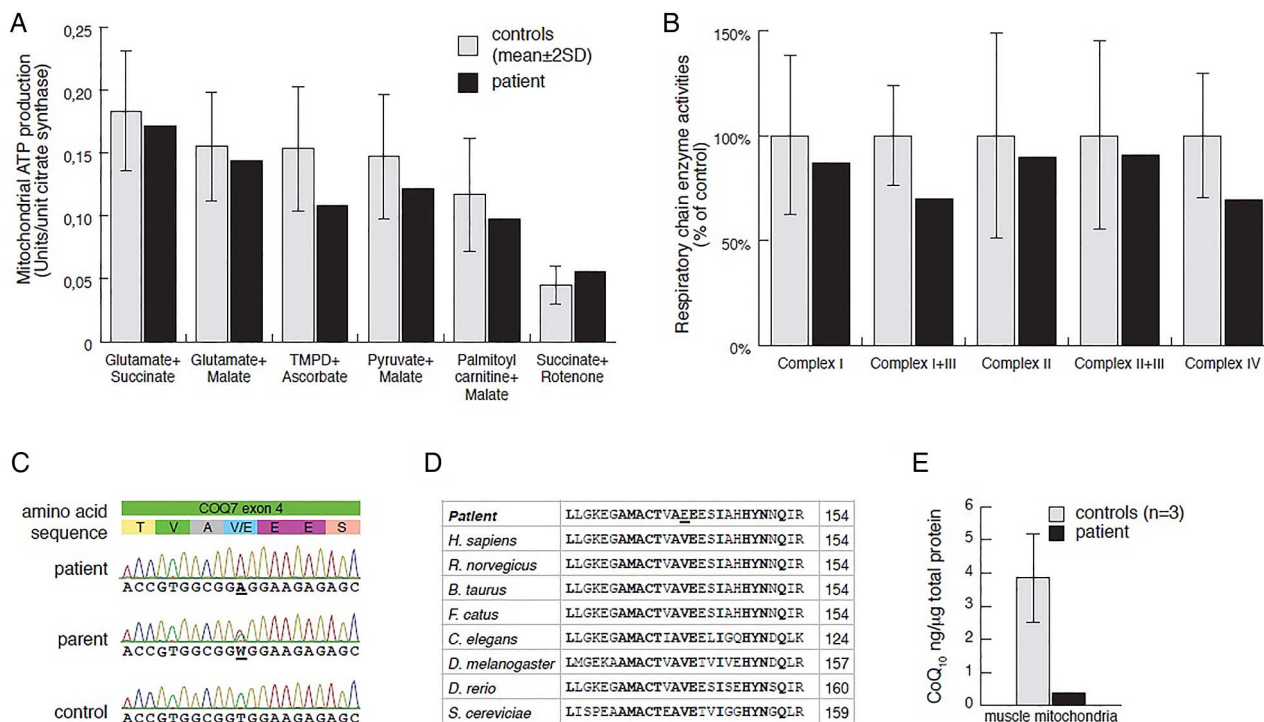 A
Mitochondrial ATP production
(Units/unit citrate synthase)
0,25
0,20
0,15
0,10
0,05
0
controls
(mean±2SD)
patient
Glutamate+
Succinate
Glutamate+
Malate
TMPD+
Ascorbate
Pyruvate+
Malate
Palmitoyl
carnitine+
Malate
Succinate+
Rotenone
B
Respiratory chain enzyme activities
(% of control)
150%
100%
50%
0%
Complex I
Complex I+III
Complex II
Complex II+III
Complex IV
C
COQ7 exon 4
amino acid
sequence
T V A V/E E E S
patient
ACCGTGGCGGAGGAAGAGAGC
parent
ACCGTGGCGGWGGAAGAGAGC
control
ACCGTGGCGGTGGAAGAGAGC
D
Patient LLGKEGAMACTVAEEESIAHHYNNQIR 154
H. sapiens LLGKEGAMACTVAVEESIAHHYNNQIR 154
R. norvegicus LLGKEGAMACTVAVEESIAHHYNNQIR 154
B. taurus LLGKEGAMACTVAVEESIAHHYNNQIR 154
F. catus LLGKEGAMACTVAVEESIAHHYNNQIR 154
C. elegans LLGKEGAMACTIAVEELIGQHYNDQLK 124
D. melanogaster LMGEKAAMACTVAVETVIVEHYNDQLR 157
D. rerio LLGKEGAMACTVAVEESISEHYNSQIR 160
S. cereviciae LISPEAAMACTEAVETVIGGHYNGQLR 159
E
CoQ10 ng/µg total protein
6
5
4
3
2
1
0
controls (n=3)
patient
muscle mitochondria